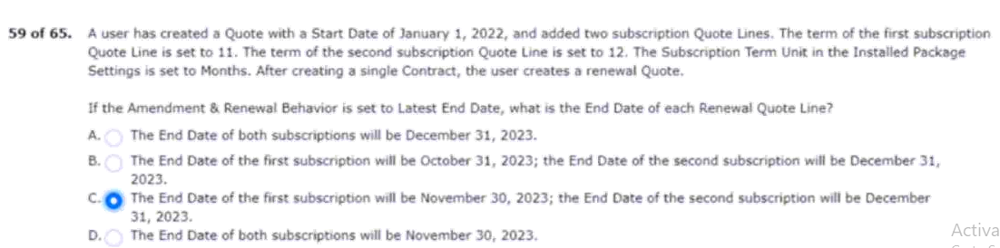 59 of 65. A user has created a Quote with a Start Date of January 1, 2022, and added two subscription Quote Lines. The term of the first subscription
Quote Line is set to 11. The term of the second subscription Quote Line is set to 12. The Subscription Term Unit in the Installed Package
Settings is set to Months. After creating a single Contract, the user creates a renewal Quote.
If the Amendment & Renewal Behavior is set to Latest End Date, what is the End Date of each Renewal Quote Line?
A. The End Date of both subscriptions will be December 31, 2023.
B. The End Date of the first subscription will be October 31, 2023; the End Date of the second subscription will be December 31,
2023.
C. The End Date of the first subscription will be November 30, 2023; the End Date of the second subscription will be December
31, 2023.
D. The End Date of both subscriptions will be November 30, 2023.
Activa